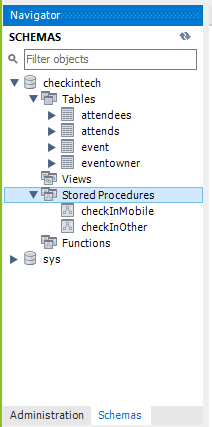 Navigator
SCHEMAS
Filter objects
checkintech
Tables
attendees
attends
event
eventowner
Views
Stored Procedures
checkInMobile
checkInOther
Functions
sys
Administration Schemas